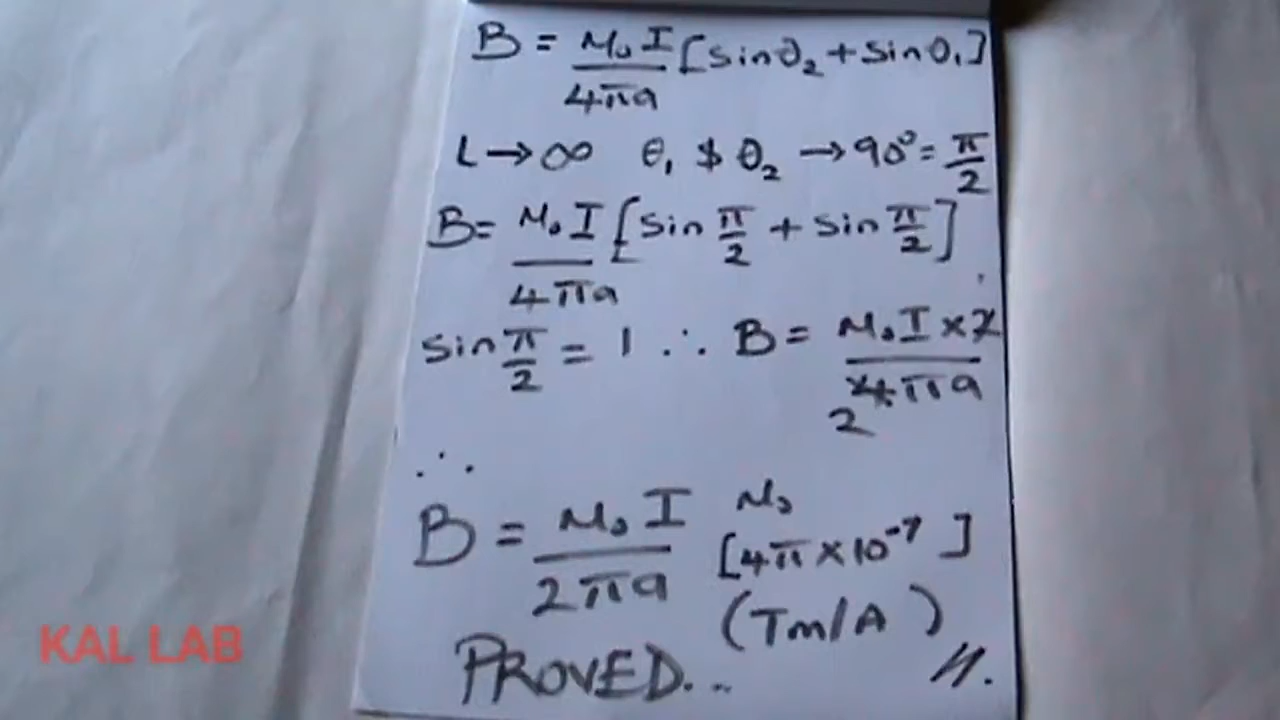 B = μ₀I/4πa [sinθ₂ + sinθ₁]
L → ∞ θ₁ & θ₂ → 90° = π/2
B = μ₀I/4πa [sin π/2 + sin π/2]
sin π/2 = 1 ∴ B = μ₀I × 2/4πa
2
∴
B = μ₀I/2πa μ₀
[4π × 10⁻⁷]
(Tm/A)
PROVED...
KAL LAB